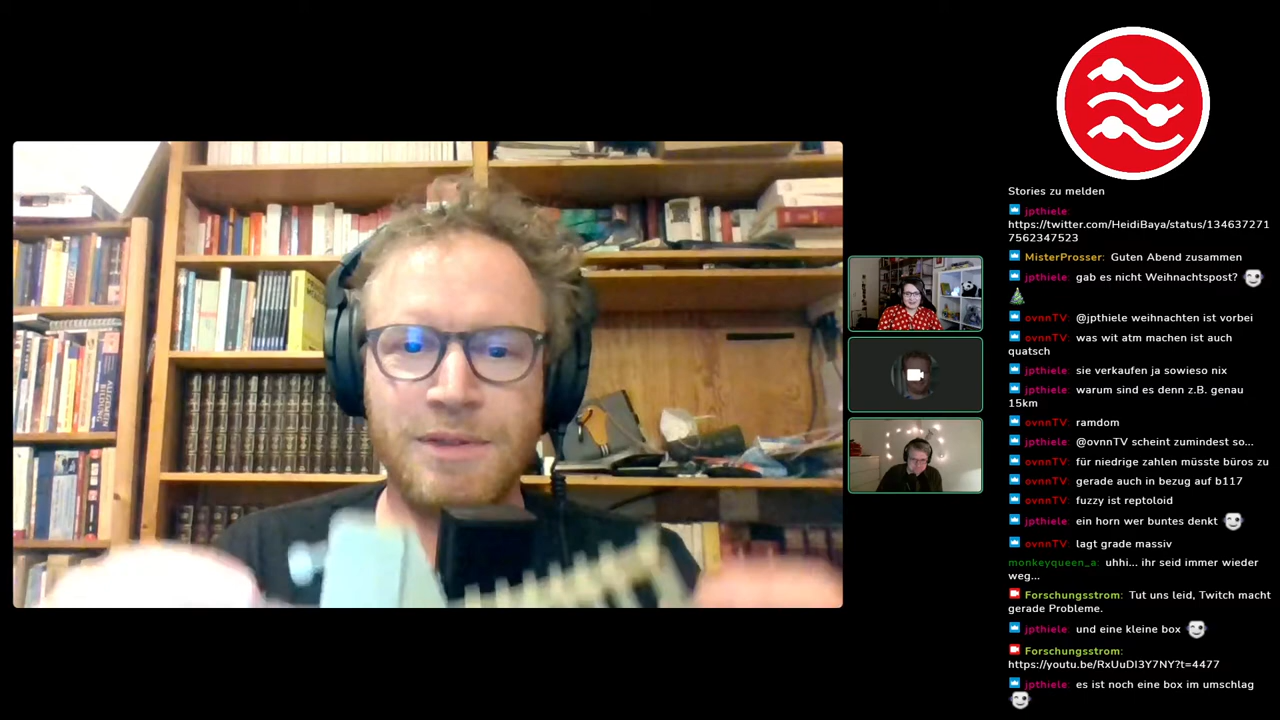 ALLGEMEIN
BILDUNG
Stories zu melden
jpthiele:
https://twitter.com/HeidiBaya/status/134637271
7562347523
MisterProsser: Guten Abend zusammen
jpthiele: gab es nicht Weihnachtspost?
ovnnTV: @jpthiele weihnachten ist vorbei
ovnnTV: was wit atm machen ist auch
quatsch
jpthiele: sie verkaufen ja sowieso nix
jpthiele: warum sind es denn z.B. genau
15km
ovnnTV: ramdom
jpthiele: @ovnnTV scheint zumindest so...
ovnnTV: für niedrige zahlen müsste büros zu
ovnnTV: gerade auch in bezug auf b117
ovnnTV: fuzzy ist reptoloid
jpthiele: ein horn wer buntes denkt
ovnnTV: lagt grade massiv
monkeyqueen_a: uhhi... ihr seid immer wieder
weg...
Forschungsstrom: Tut uns leid, Twitch macht
gerade Probleme.
jpthiele: und eine kleine box
Forschungsstrom:
https://youtu.be/RxUuDI3Y7NY?t=4477
jpthiele: es ist noch eine box im umschlag